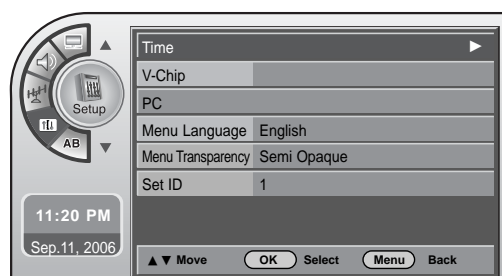 Time ►
V-Chip
PC
Menu Language English
Menu Transparency Semi Opaque
Set ID 1
Setup
AB
11:20 PM
Sep.11, 2006
▲▼ Move OK Select Menu Back